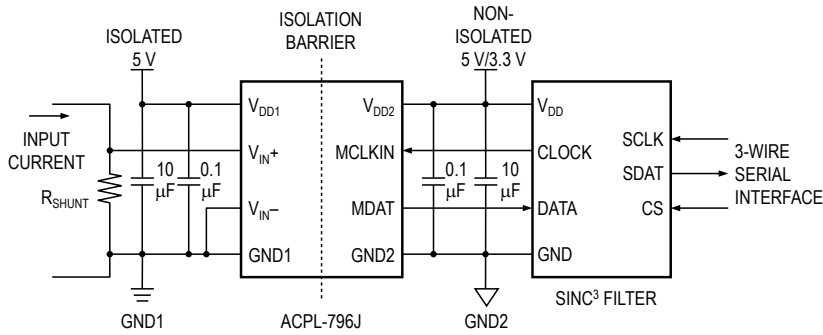 ISOLATED
5 V
ISOLATION
BARRIER
NON-
ISOLATED
5 V/3.3 V
INPUT
CURRENT
R_SHUNT
10
μF
0.1
μF
V_DD1
V_IN+
V_IN–
GND1
V_DD2
MCLKIN
MDAT
GND2
0.1
μF
10
μF
V_DD
CLOCK
DATA
GND
SCLK
SDAT
CS
3-WIRE
SERIAL
INTERFACE
GND1
ACPL-796J
GND2
SINC³ FILTER